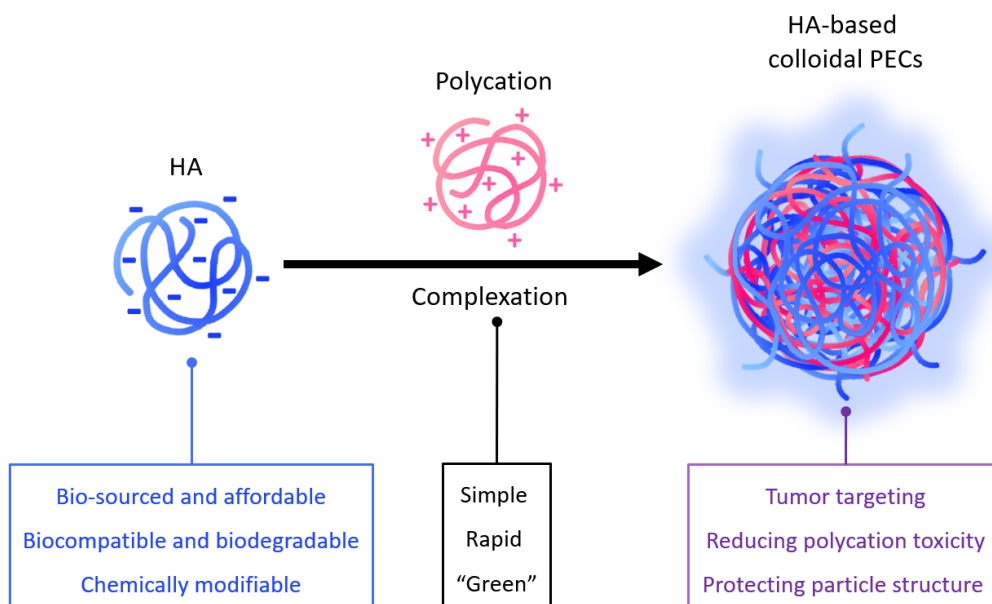 HA-based
colloidal PECs
Polycation
HA
Complexation
Bio-sourced and affordable
Biocompatible and biodegradable
Chemically modifiable
Simple
Rapid
“Green”
Tumor targeting
Reducing polycation toxicity
Protecting particle structure